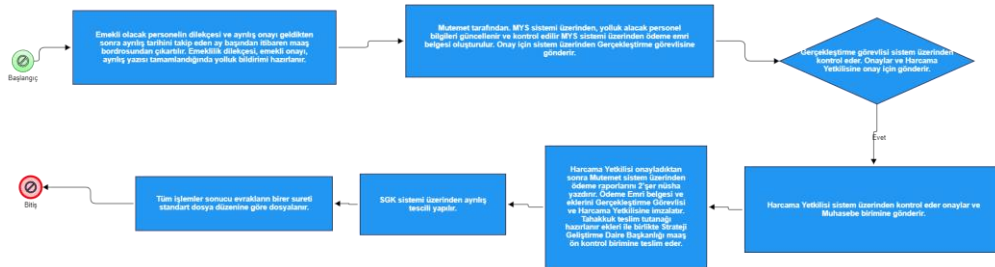 Başlangıç
Emekli olacak personelin dilekçesi ve ayrılış onayı geldikten
sonra ayrılış tarihini takip eden ay başından itibaren maaş
bordrosundan çıkartılır. Emeklilik dilekçesi, emekli onayı,
ayrılış yazısı tamamlandığında yolluk bildirimi hazırlanır.
Mutemet tarafından. MYS sistemi üzerinden, yolluk alacak personel
bilgileri güncellenir ve kontrol edilir MYS sistemi üzerinden ödeme emri
belgesi oluşturulur. Onay için sistem üzerinden Gerçekleştirme görevlisine
gönderir.
Gerçekleştirme görevlisi sistem üzerinden
kontrol eder. Onaylar ve Harcama
Yetkilisine onay için gönderir.
Evet
Harcama Yetkilisi sistem üzerinden kontrol eder onaylar ve
Muhasebe birimine gönderir.
Harcama Yetkilisi onayladıktan
sonra Mutemet sistem üzerinden
ödeme raporlarını 2'şer nüsha
yazdırır. Ödeme Emri belgesi ve
eklerini Gerçekleştirme Görevlisi
ve Harcama Yetkilisine imzalatır.
Tahakkuk teslim tutanağı
hazırlanır ekleri ile birlikte Strateji
Geliştirme Daire Başkanlığı maaş
ön kontrol birimine teslim eder.
SGK sistemi üzerinden ayrılış
tescili yapılır.
Tüm işlemler sonucu evrakların birer sureti
standart dosya düzenine göre dosyalanır.
Bitiş